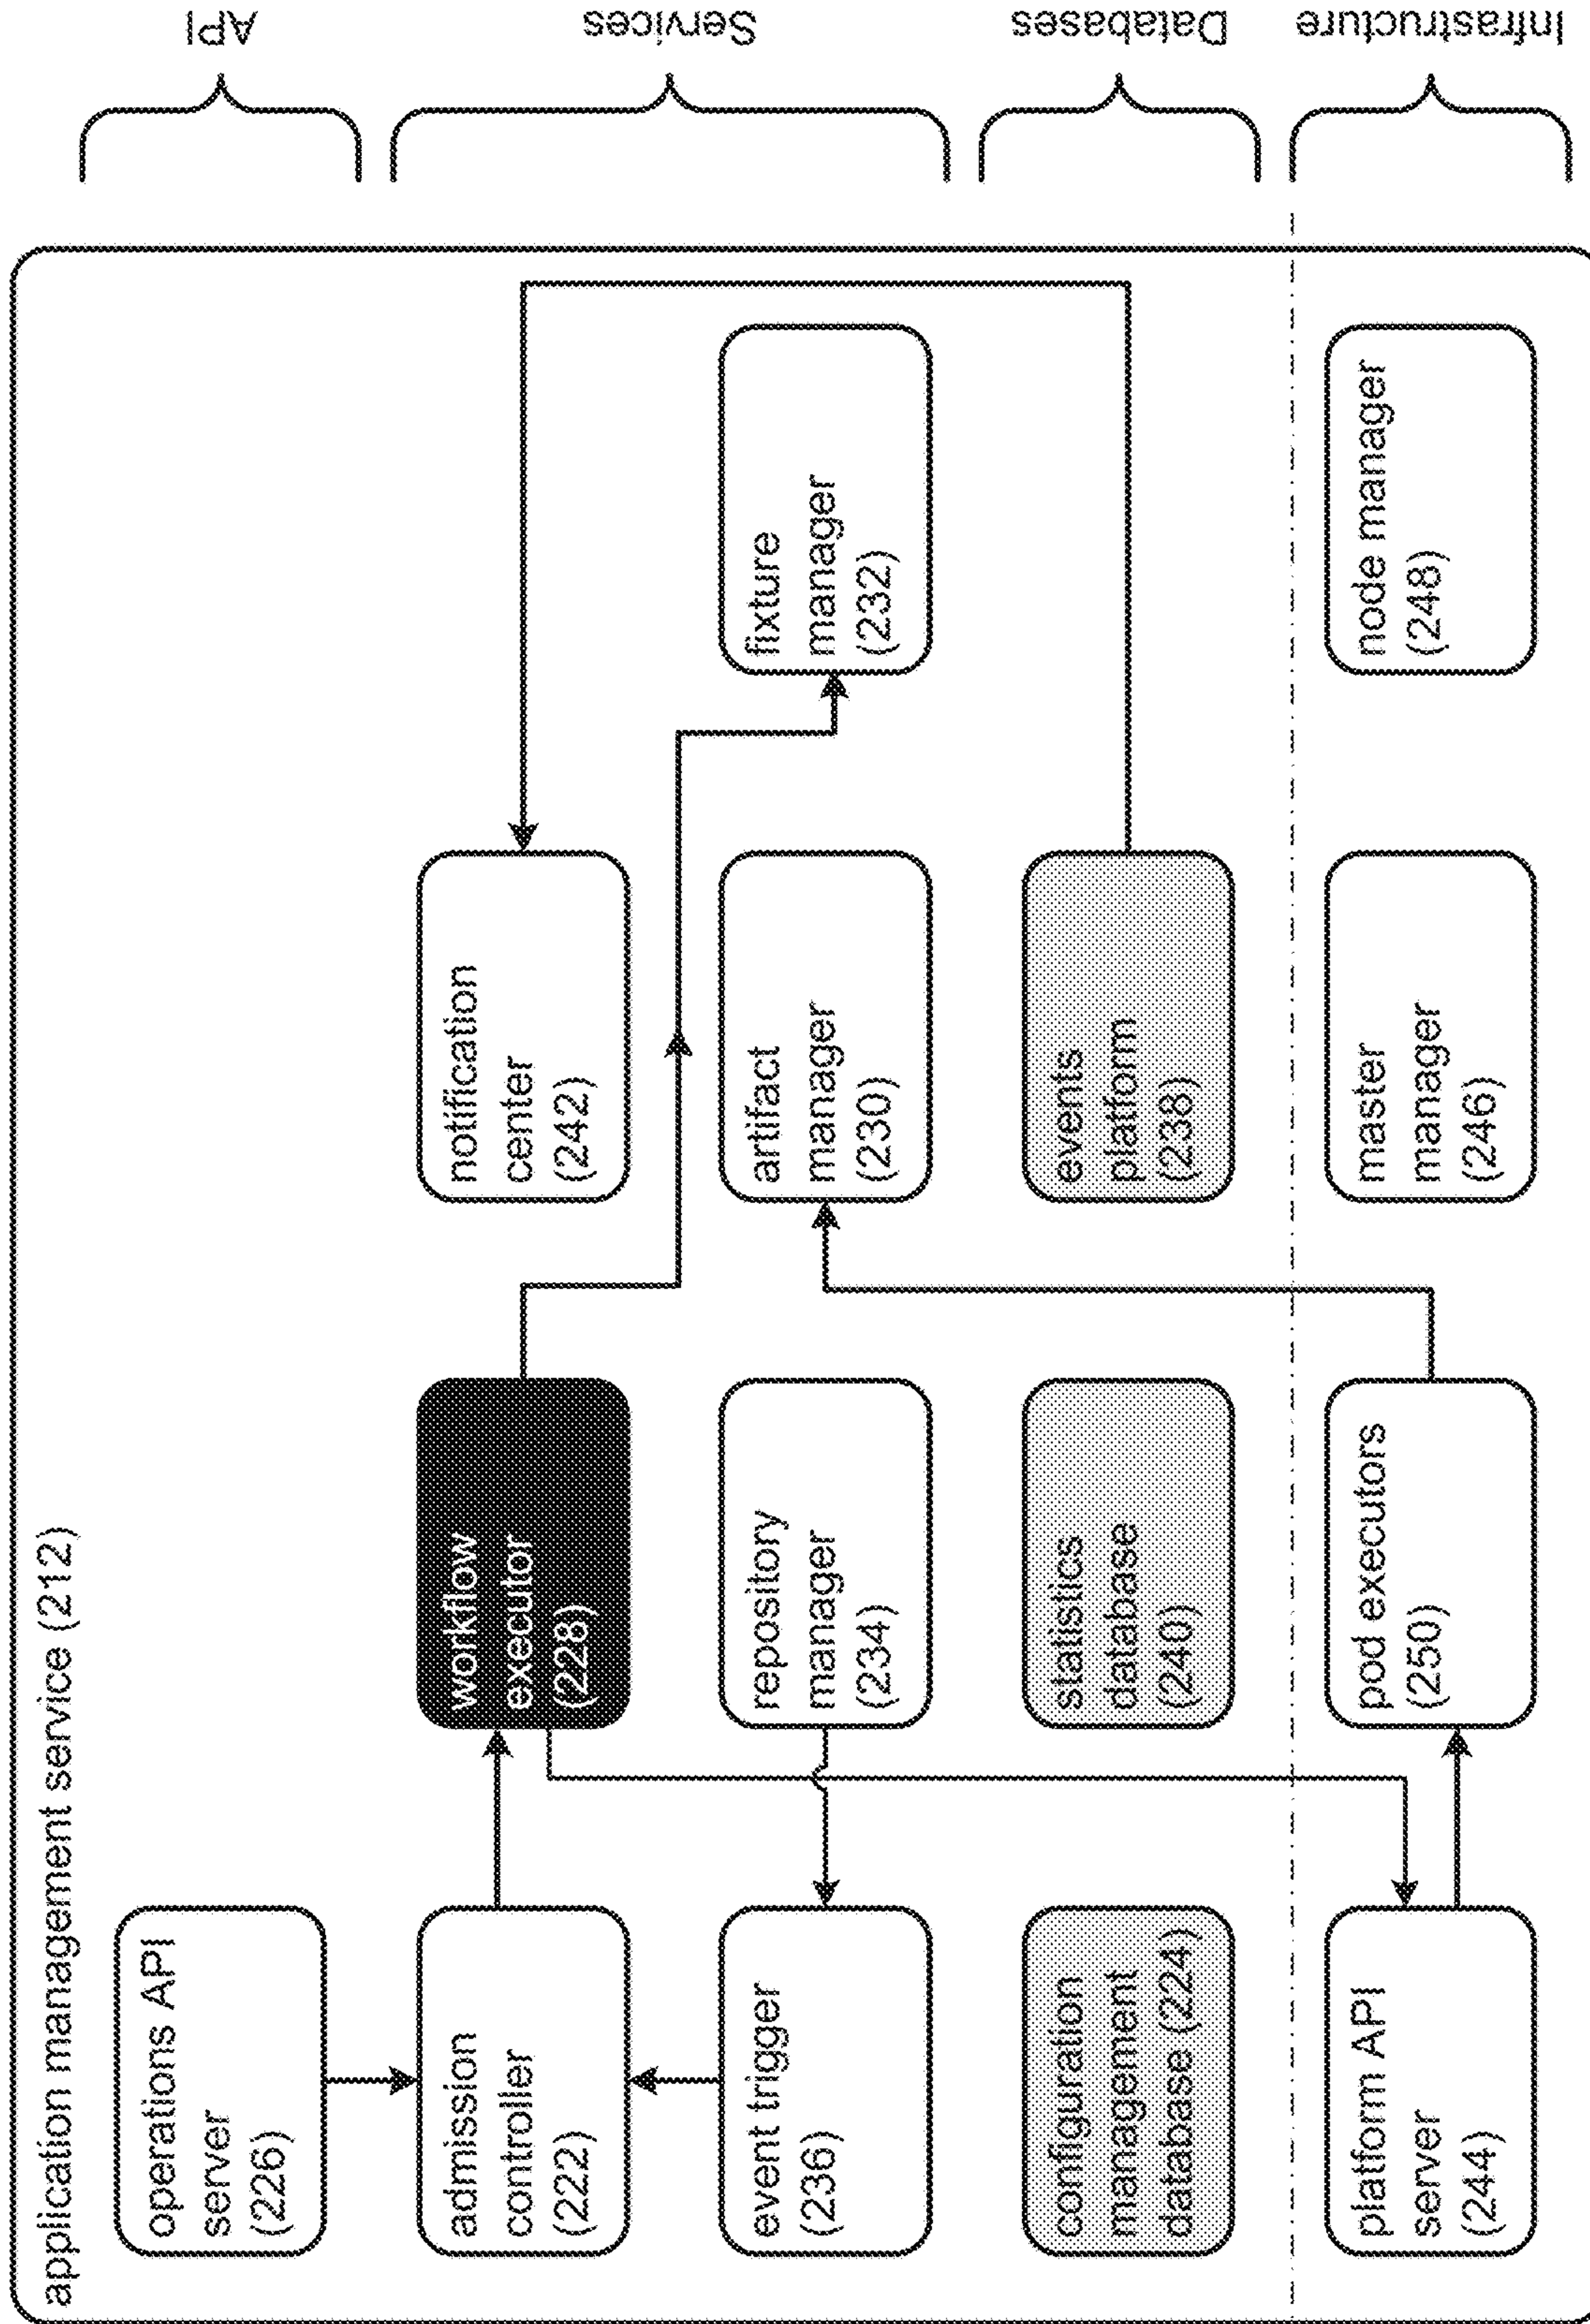 application management service (212)
operations API
server
(226)
API
admission
controller
(222)
workflow
executor
(228)
notification
center
(242)
Services
event trigger
(236)
repository
manager
(234)
artifact
manager
(230)
fixture
manager
(232)
configuration
management
database (224)
statistics
database
(240)
events
platform
(238)
Databases
platform API
server
(244)
pod executors
(250)
master
manager
(246)
node manager
(248)
Infrastructure